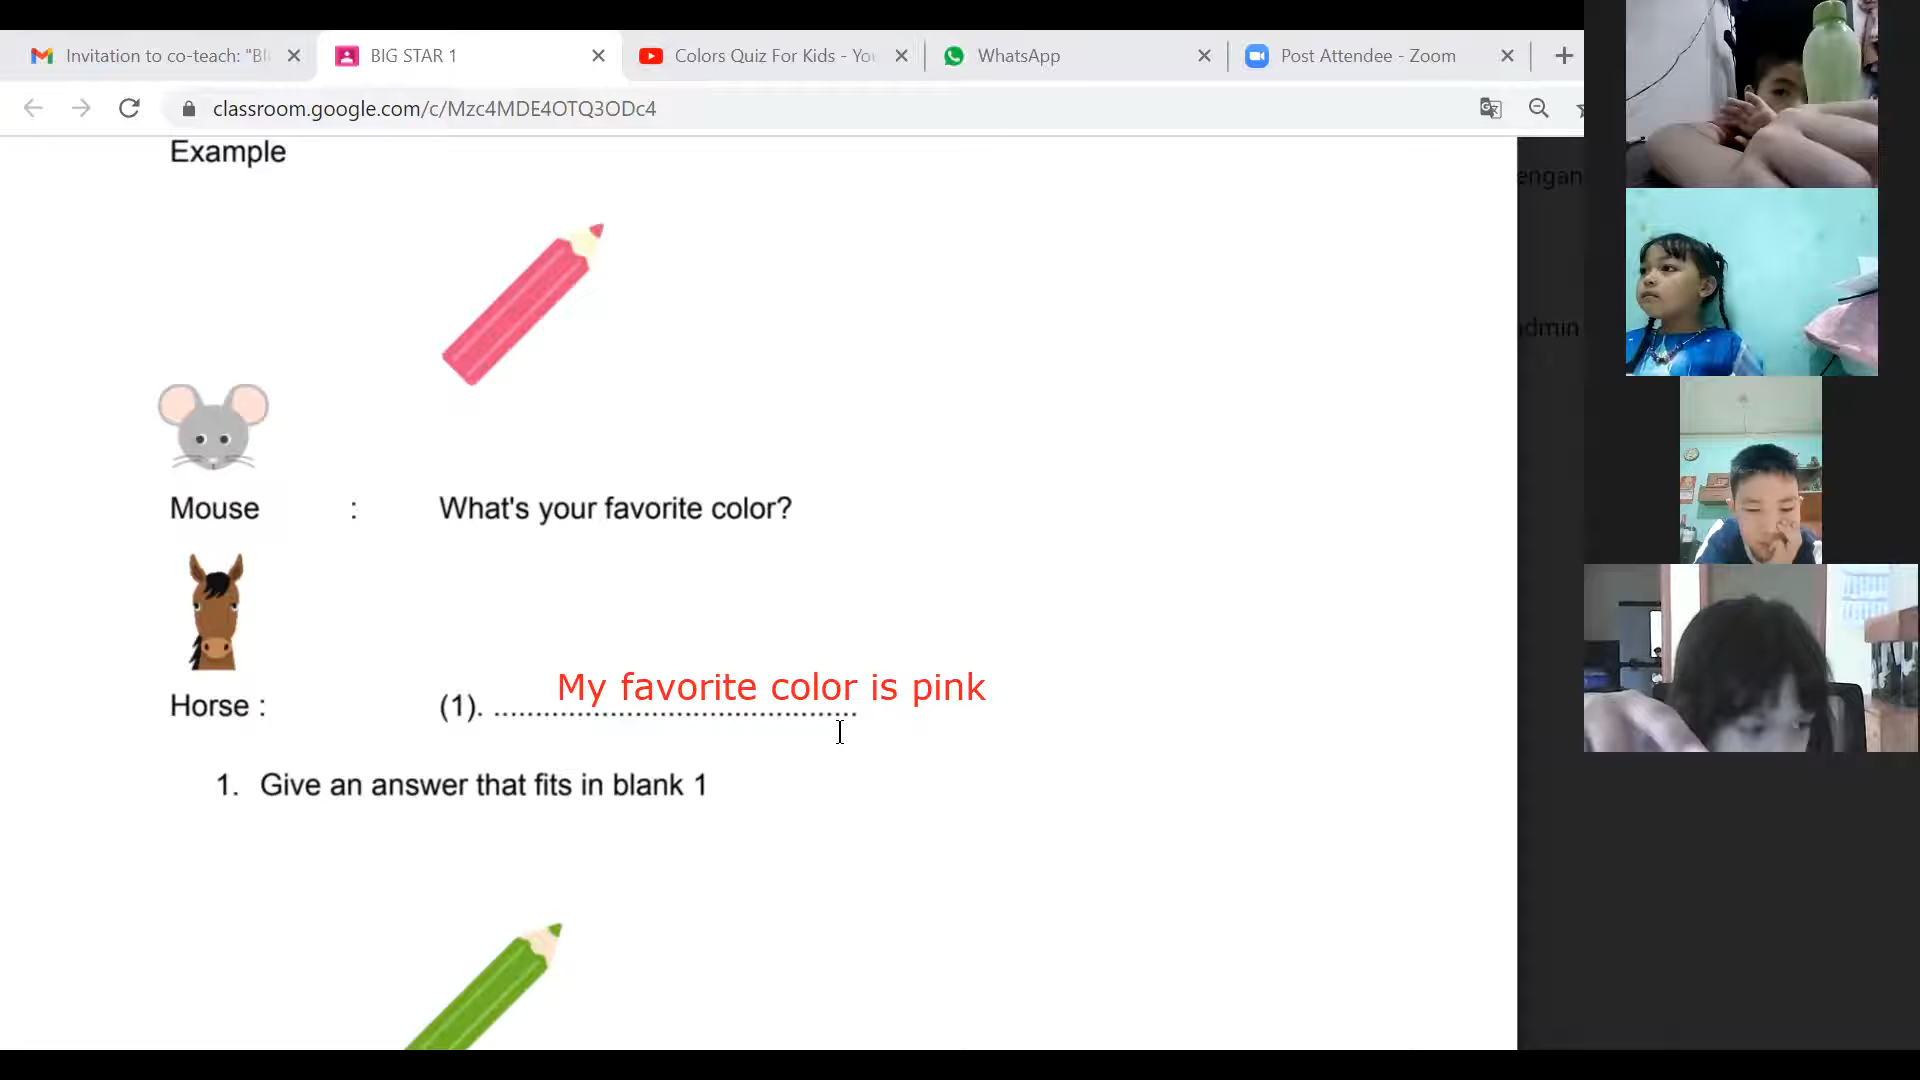 Invitation to co-teach: "Bl
BIG STAR 1
Colors Quiz For Kids - You
WhatsApp
Post Attendee - Zoom
classroom.google.com/c/Mzc4MDE4OTQ3ODc4
Example
engan
admin
Mouse : What's your favorite color?
My favorite color is pink
Horse : (1). ............................................
1. Give an answer that fits in blank 1